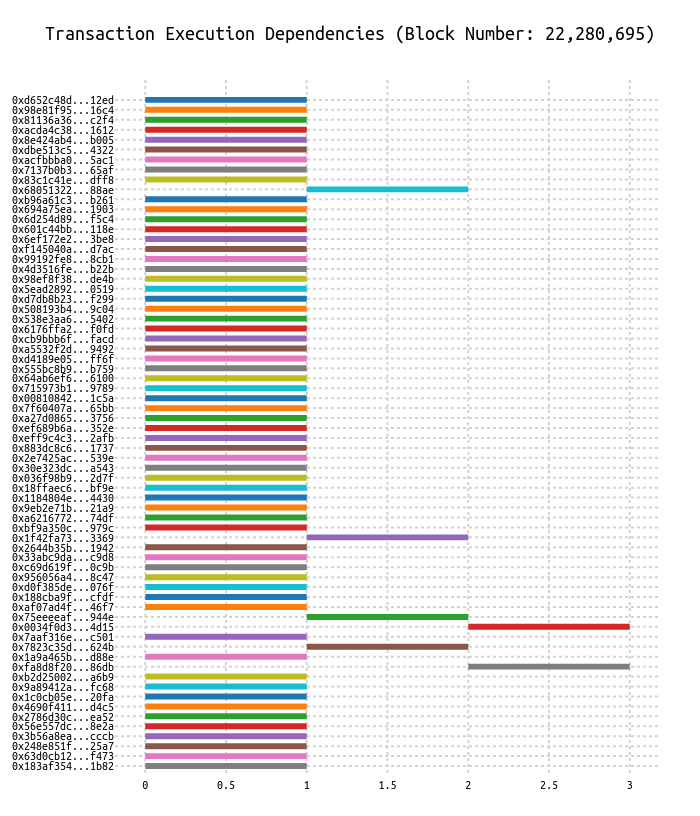 Transaction Execution Dependencies (Block Number: 22,280,695)
0xd652c48d...12ed
0x98e81f95...16c4
0x81136a36...c2f4
0xacda4c38...1612
0x8e424ab4...b005
0xdbe513c5...4322
0xacfbbba0...5ac1
0x7137b0b3...65af
0x83c1c41e...dff8
0x68051322...88ae
0xb96a61c3...b261
0x694a75ea...1903
0x6d254d89...f5c4
0x601c44bb...118e
0x6ef172e2...3be8
0xf145040a...d7ac
0x99192fe8...8cb1
0x4d3516fe...b22b
0x98ef8f38...de4b
0x5ead2892...0519
0xd7db8b23...f299
0x508193b4...9c04
0x538e3aa6...5402
0x6176ffa2...f0fd
0xcb9bbb6f...facd
0xa5532f2d...9492
0xd4189e05...ff6f
0x555bc8b9...b759
0x64ab6ef6...6100
0x715973b1...9789
0x00810842...1c5a
0x7f60407a...65bb
0xa27d0865...3756
0xef689b6a...352e
0xeff9c4c3...2afb
0x883dc8c6...1737
0x2e7425ac...539e
0x30e323dc...a543
0x036f98b9...2d7f
0x18ffaec6...bf9e
0x1184804e...4430
0x9eb2e71b...21a9
0xa6216772...74df
0xbf9a350c...979c
0x1f42fa73...3369
0x2644b35b...1942
0x33abc9da...c9d8
0xc69d619f...0c9b
0x956056a4...8c47
0xd0f385de...076f
0x188cba9f...cfdf
0xaf07ad4f...46f7
0x75eeeeaf...944e
0x0034f0d3...4d15
0x7aaf316e...c501
0x7823c35d...624b
0x1a9a465b...d88e
0xfa8d8f20...86db
0xb2d25002...a6b9
0x9a89412a...fc68
0x1c0cb05e...20fa
0x4690f411...d4c5
0x2786d30c...ea52
0x56e557dc...8e2a
0x3b56a8ea...cccb
0x248e851f...25a7
0x63d0cb12...f473
0x183af354...1b82
0 0.5 1 1.5 2 2.5 3